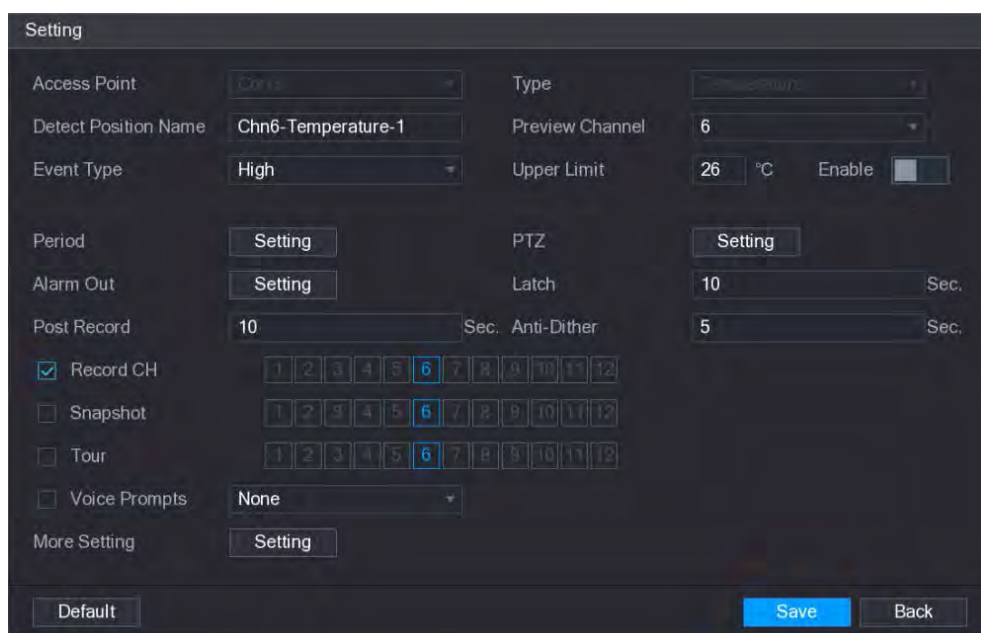 Setting
Access Point Type
Detect Position Name Chn6-Temperature-1 Preview Channel 6
Event Type High Upper Limit 26 °C Enable
Period Setting PTZ Setting
Alarm Out Setting Latch 10 Sec.
Post Record 10 Sec. Anti-Dither 5 Sec.
Record CH 1 2 3 4 5 6 7 8 9 10 11 12
Snapshot 1 2 3 4 5 6 7 8 9 10 11 12
Tour 1 2 3 4 5 6 7 8 9 10 11 12
Voice Prompts None
More Setting Setting
Default Save Back